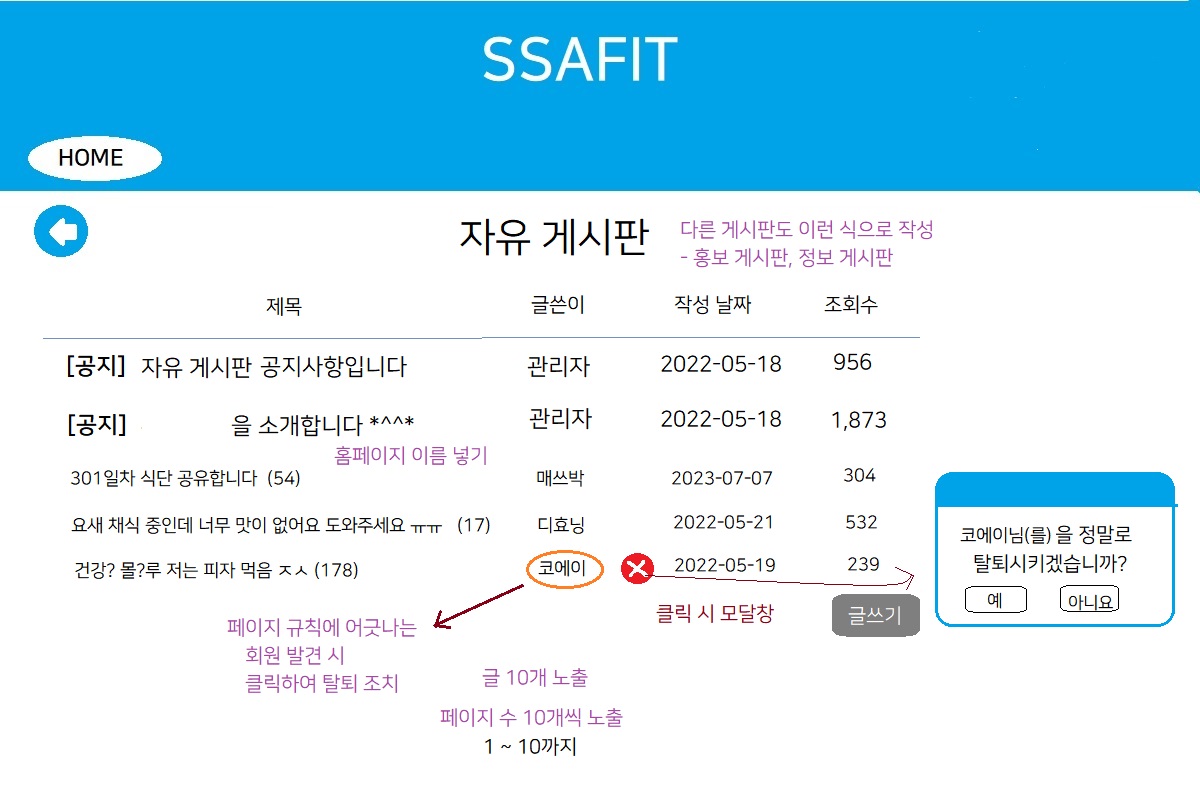 SSAFIT
HOME
자유 게시판
다른 게시판도 이런 식으로 작성
- 홍보 게시판, 정보 게시판
제목 글쓴이 작성 날짜 조회수
[공지] 자유 게시판 공지사항입니다 관리자 2022-05-18 956
[공지] 을 소개합니다 *^^* 관리자 2022-05-18 1,873
홈페이지 이름 넣기
301일차 식단 공유합니다 (54) 매쓰박 2023-07-07 304
요새 채식 중인데 너무 맛이 없어요 도와주세요 ㅠㅠ (17) 디효닝 2022-05-21 532
건강? 몰?루 저는 피자 먹음 ㅈㅅ (178) 코에이 2022-05-19 239
클릭 시 모달창
글쓰기
코에이님(를) 을 정말로
탈퇴시키겠습니까?
예 아니요
페이지 규칙에 어긋나는
회원 발견 시
클릭하여 탈퇴 조치
글 10개 노출
페이지 수 10개씩 노출
1 ~ 10까지